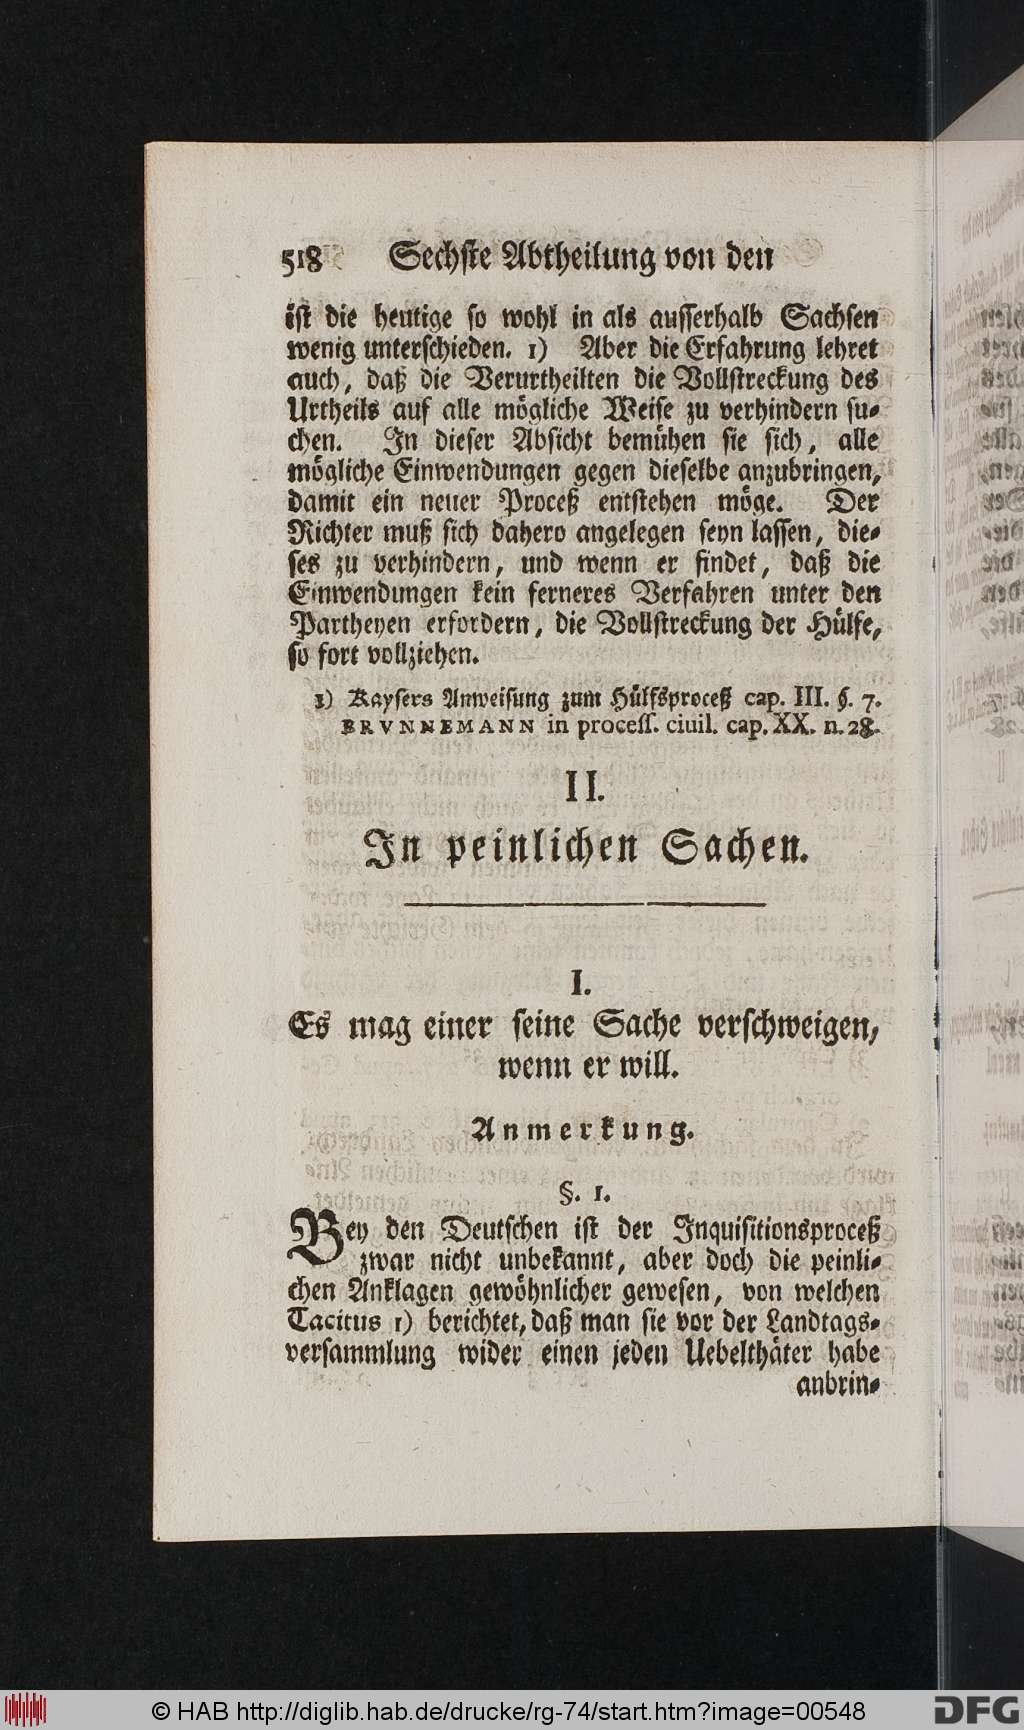 518 Sechste Abtheilung von den
ist die heutige so wohl in als ausserhalb Sachsen
wenig unterschieden. 1) Aber die Erfahrung lehret
auch, daß die Verurtheilten die Vollstreckung des
Urtheils auf alle mögliche Weise zu verhindern su-
chen. In dieser Absicht bemühen sie sich, alle
mögliche Einwendungen gegen dieselbe anzubringen,
damit ein neuer Proceß entstehen möge. Der
Richter muß sich dahero angelegen seyn lassen, die-
ses zu verhindern, und wenn er findet, daß die
Einwendungen kein ferneres Verfahren unter den
Partheyen erfordern, die Vollstreckung der Hülfe,
so fort vollziehen.
1) Kaysers Anweisung zum Hülfsproceß cap. III. §. 7.
BRVNNEMANN in process. ciuil. cap. XX. n. 28.
II.
In peinlichen Sachen.
I.
Es mag einer seine Sache verschweigen,
wenn er will.
Anmerkung.
§. 1.
Bey den Deutschen ist der Inquisitionsproceß
zwar nicht unbekannt, aber doch die peinli-
chen Anklagen gewöhnlicher gewesen, von welchen
Tacitus 1) berichtet, daß man sie vor der Landtags-
versammlung wider einen jeden Uebelthäter habe
anbrin-
© HAB http://diglib.hab.de/drucke/rg-74/start.htm?image=00548
DFG